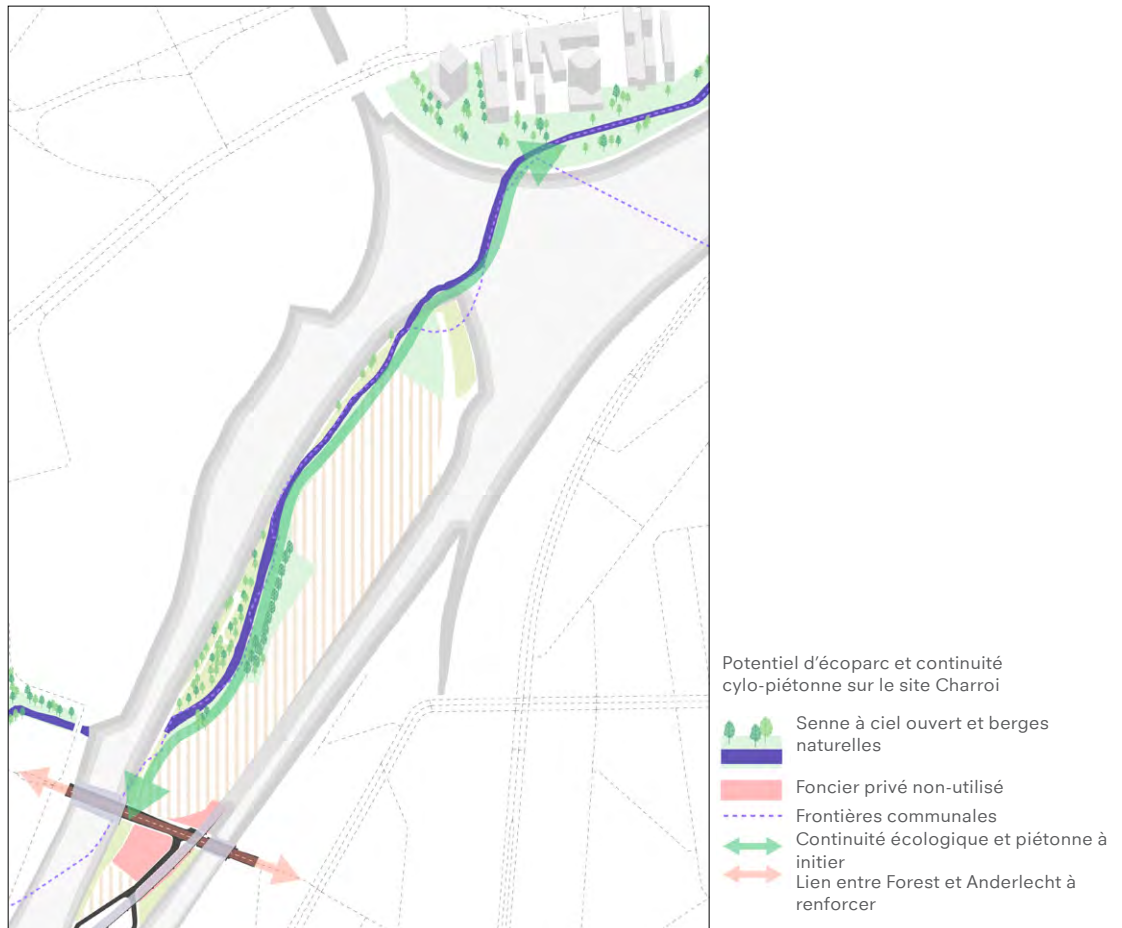 Potentiel d'écoparc et continuité
cylo-piétonne sur le site Charroi
Senne à ciel ouvert et berges
naturelles
Foncier privé non-utilisé
Frontières communales
Continuité écologique et piétonne à
initier
Lien entre Forest et Anderlecht à
renforcer